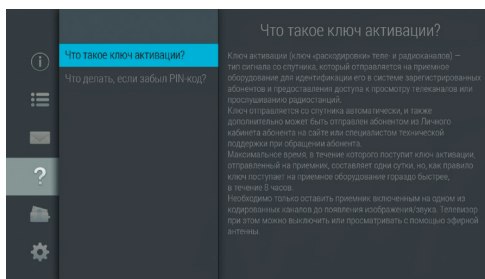 Что такое ключ активации?
Что делать, если забыл PIN-код?
Что такое ключ активации?
Ключ активации (ключ «раскодировки» теле- и радиоканалов) —
тип сигнала со спутника, который отправляется на приемное
оборудование для идентификации его в системе зарегистрированных
абонентов и предоставления доступа к просмотру телеканалов или
прослушиванию радиостанций.
Ключ отправляется со спутника автоматически, и также
дополнительно может быть отправлен абонентом из Личного
кабинета абонента на сайте или специалистом технической
поддержки при обращении абонента.
Максимальное время, в течение которого поступит ключ активации,
отправленный на приемник, составляет одни сутки, но, как правило
ключ поступает на приемное оборудование гораздо быстрее,
в течение 8 часов.
Необходимо только оставить приемник включенным на одном из
кодированных каналов до появления изображения/звука. Телевизор
при этом можно выключить или просматривать с помощью эфирной
антенны.